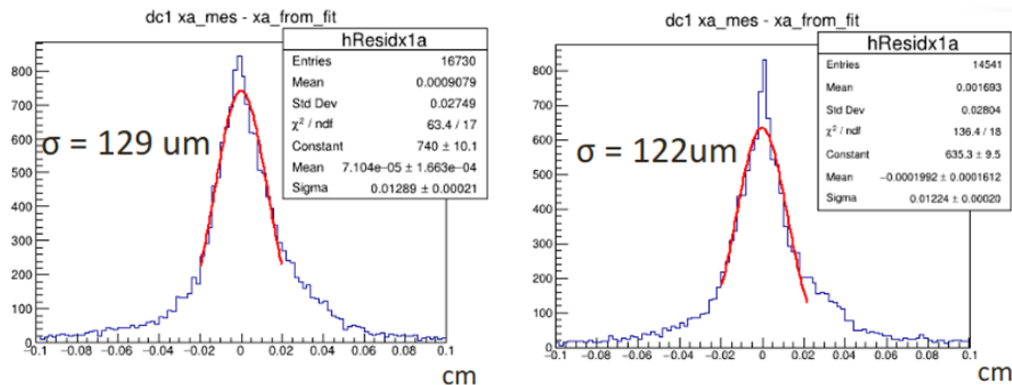 dc1 xa_mes - xa_from_fit
hResidx1a
Entries 16730
Mean 0.0009079
Std Dev 0.02749
χ² / ndf 63.4 / 17
Constant 740 ± 10.1
Mean 7.104e−05 ± 1.663e−04
Sigma 0.01289 ± 0.00021
σ = 129 um
800
700
600
500
400
300
200
100
0
−0.1 −0.08 −0.06 −0.04 −0.02 0 0.02 0.04 0.06 0.08 0.1
cm
dc1 xa_mes - xa_from_fit
hResidx1a
Entries 14541
Mean 0.001693
Std Dev 0.02804
χ² / ndf 136.4 / 18
Constant 635.3 ± 9.5
Mean −0.0001992 ± 0.0001612
Sigma 0.01224 ± 0.00020
σ = 122um
800
700
600
500
400
300
200
100
0
−0.1 −0.08 −0.06 −0.04 −0.02 0 0.02 0.04 0.06 0.08 0.1
cm